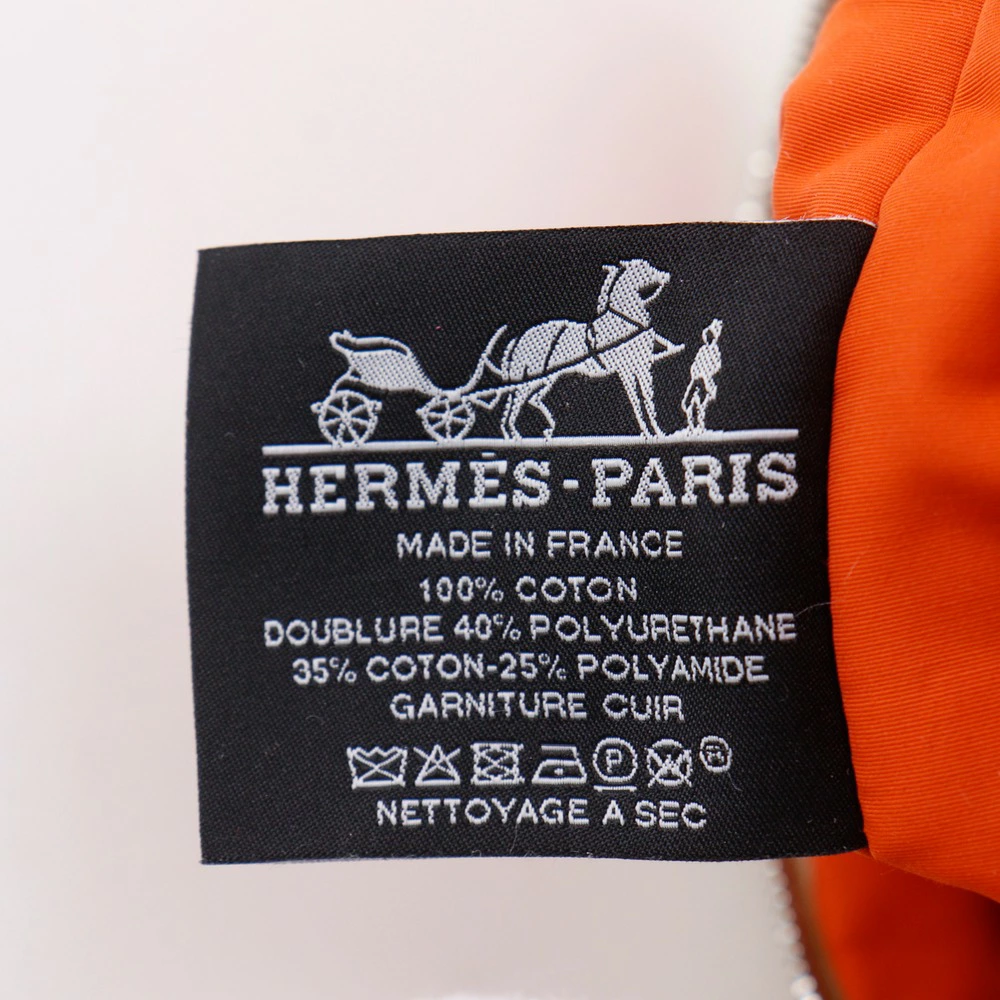 HERMÈS-PARIS
MADE IN FRANCE
100% COTON
DOUBLURE 40% POLYURETHANE
35% COTON-25% POLYAMIDE
GARNITURE CUIR
P
NETTOYAGE A SEC